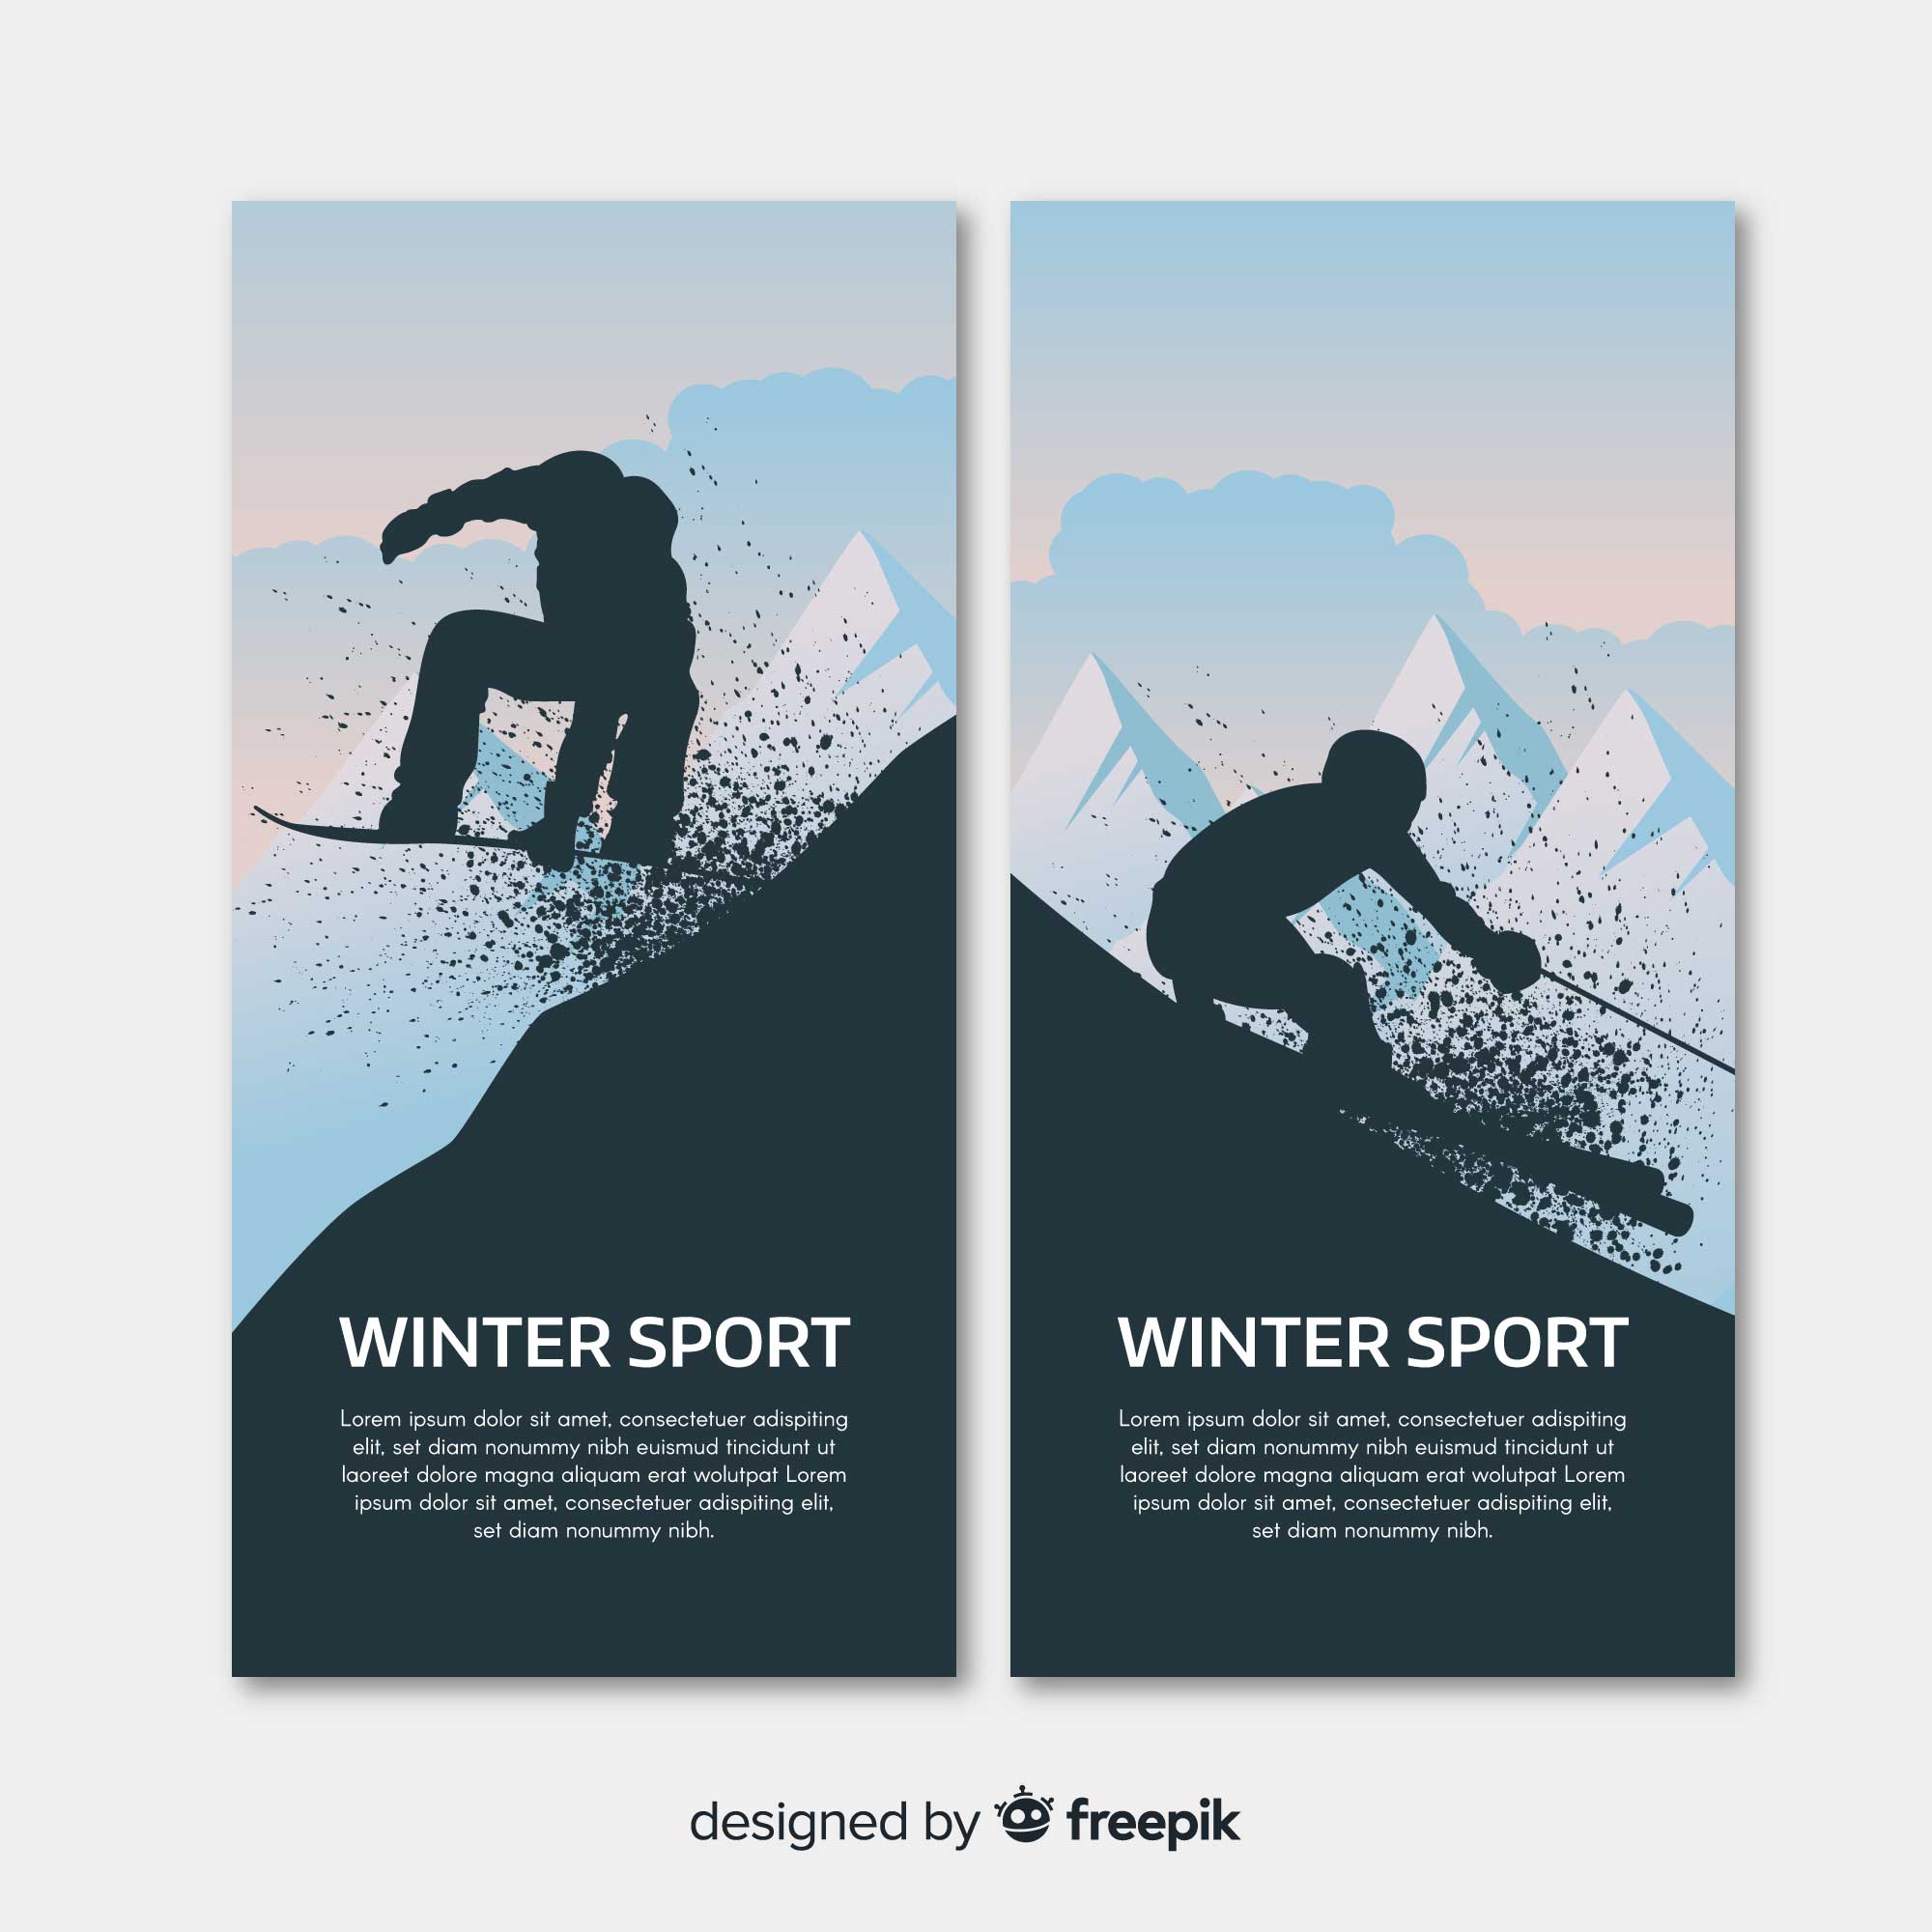 WINTER SPORT
Lorem ipsum dolor sit amet, consectetuer adispiting
elit, set diam nonummy nibh euismud tincidunt ut
laoreet dolore magna aliquam erat wolutpat Lorem
ipsum dolor sit amet, consectetuer adispiting elit,
set diam nonummy nibh.
WINTER SPORT
Lorem ipsum dolor sit amet, consectetuer adispiting
elit, set diam nonummy nibh euismud tincidunt ut
laoreet dolore magna aliquam erat wolutpat Lorem
ipsum dolor sit amet, consectetuer adispiting elit,
set diam nonummy nibh.
designed by freepik